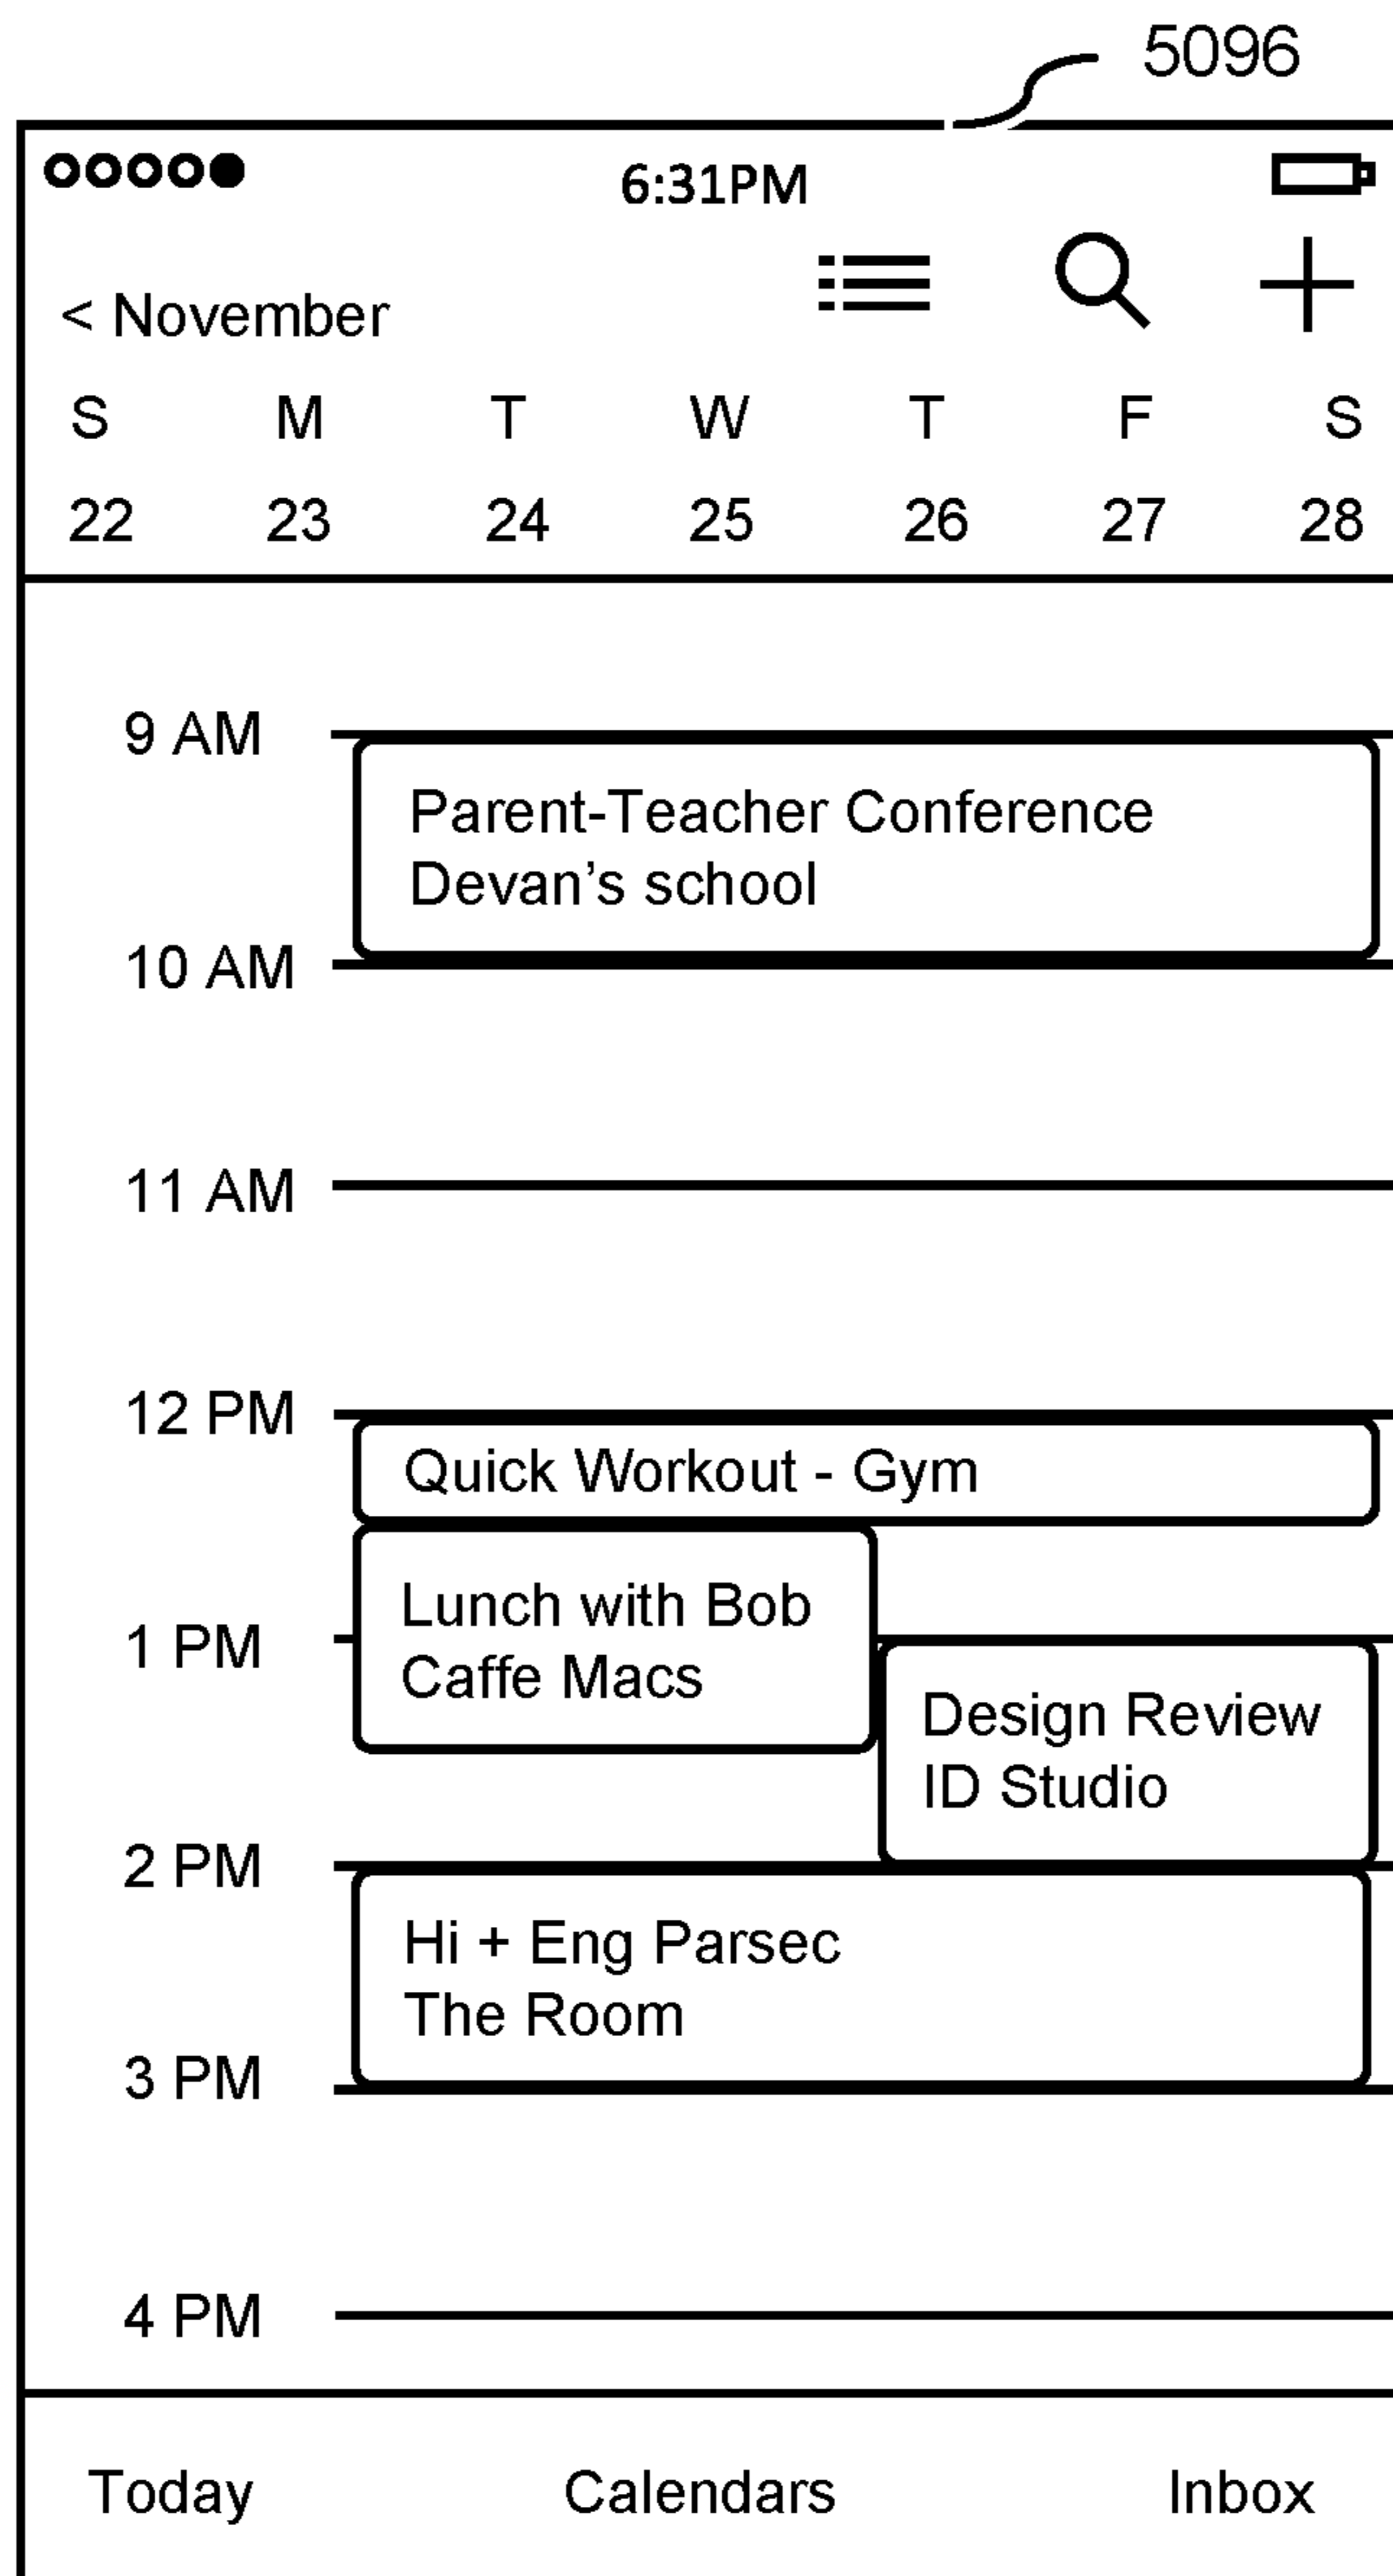 5096
6:31PM
< November
S M T W T F S
22 23 24 25 26 27 28
9 AM
Parent-Teacher Conference
Devan’s school
10 AM
11 AM
12 PM
Quick Workout - Gym
Lunch with Bob
Caffe Macs
1 PM
Design Review
ID Studio
2 PM
Hi + Eng Parsec
The Room
3 PM
4 PM
Today Calendars Inbox